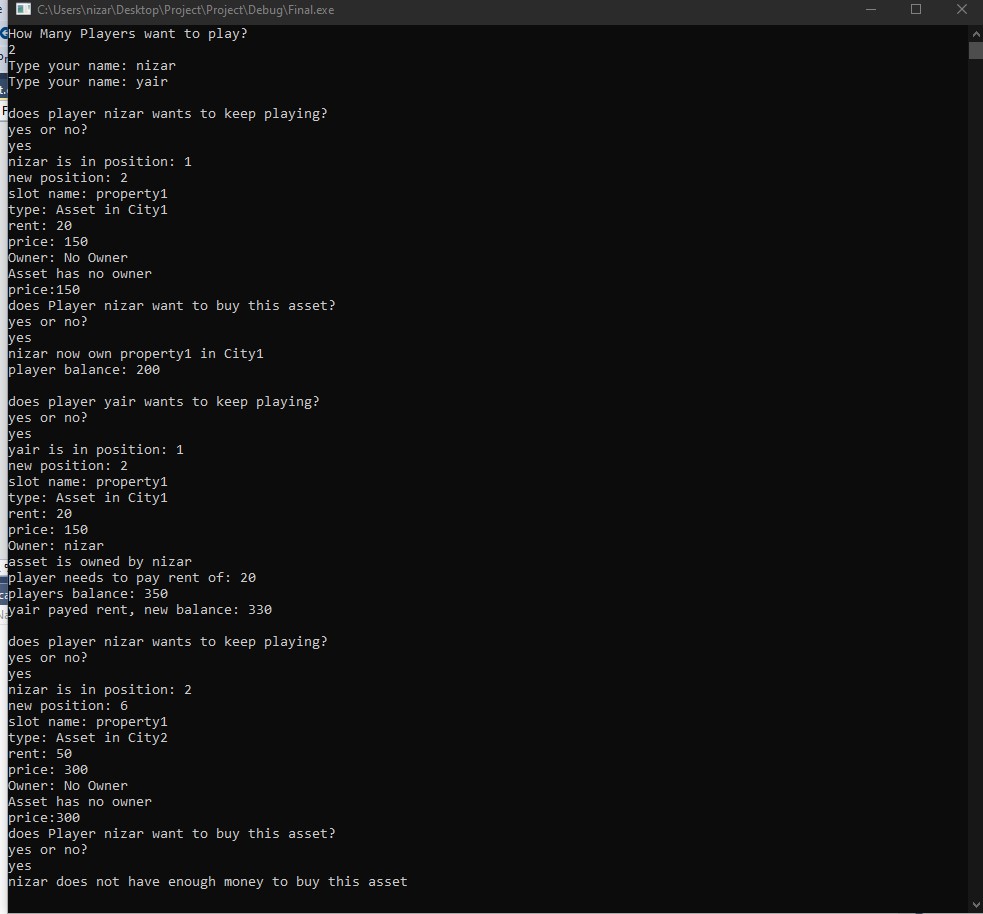 C:\Users\nizar\Desktop\Project\Project\Debug\Final.exe
How Many Players want to play?
2
Type your name: nizar
Type your name: yair
does player nizar wants to keep playing?
yes or no?
yes
nizar is in position: 1
new position: 2
slot name: property1
type: Asset in City1
rent: 20
price: 150
Owner: No Owner
Asset has no owner
price:150
does Player nizar want to buy this asset?
yes or no?
yes
nizar now own property1 in City1
player balance: 200
does player yair wants to keep playing?
yes or no?
yes
yair is in position: 1
new position: 2
slot name: property1
type: Asset in City1
rent: 20
price: 150
Owner: nizar
asset is owned by nizar
player needs to pay rent of: 20
players balance: 350
yair payed rent, new balance: 330
does player nizar wants to keep playing?
yes or no?
yes
nizar is in position: 2
new position: 6
slot name: property1
type: Asset in City2
rent: 50
price: 300
Owner: No Owner
Asset has no owner
price:300
does Player nizar want to buy this asset?
yes or no?
yes
nizar does not have enough money to buy this asset